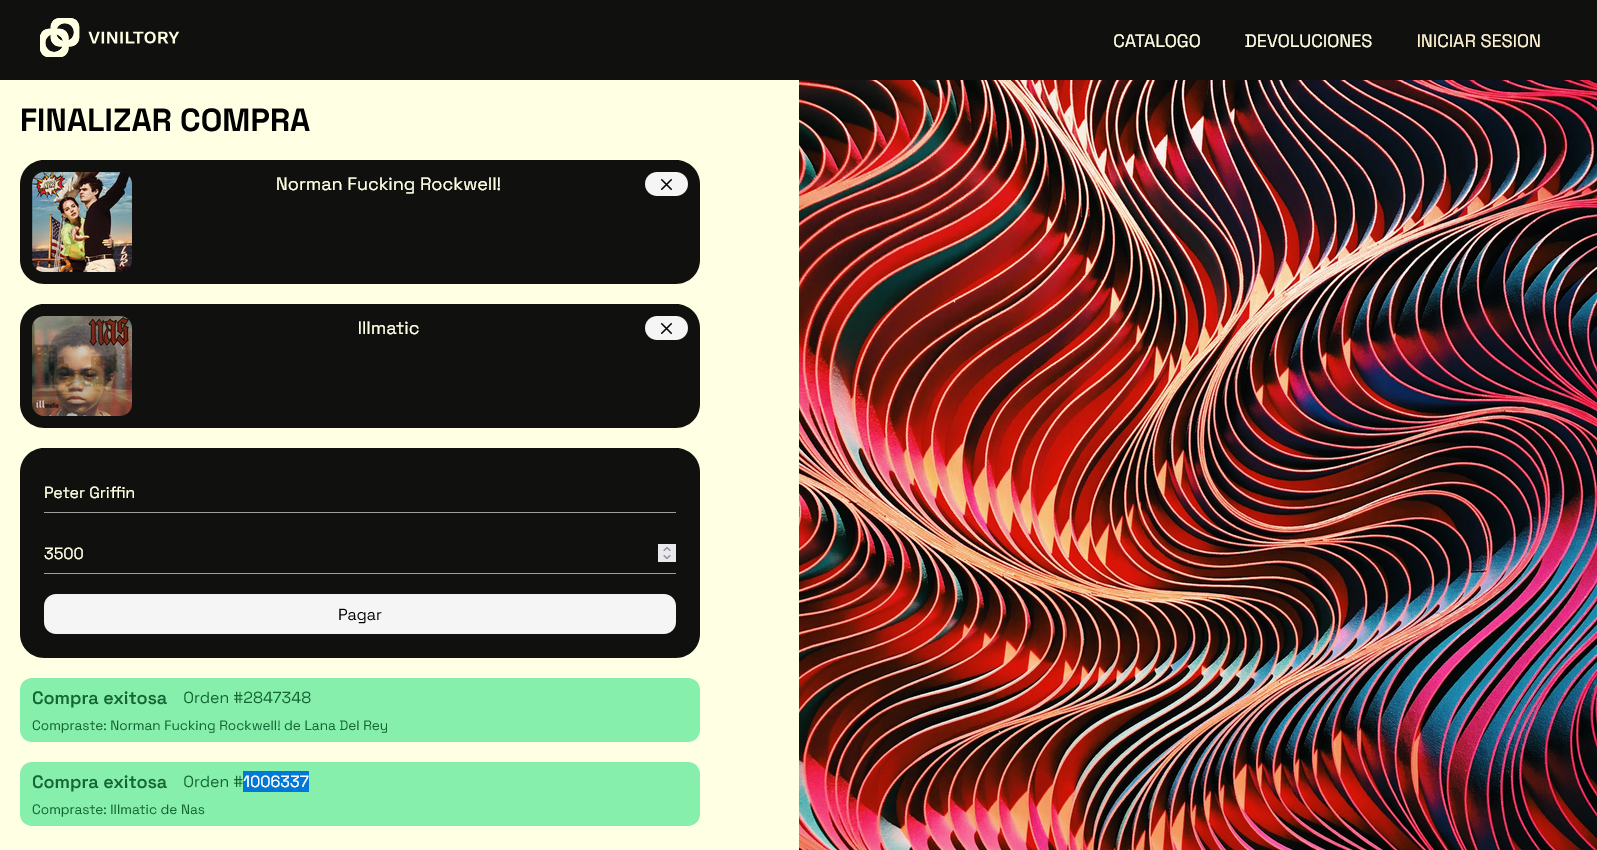 VINILTORY
CATALOGO DEVOLUCIONES INICIAR SESION
FINALIZAR COMPRA
Norman Fucking Rockwell!
nas
Illmatic
Peter Griffin
3500
Pagar
Compra exitosa Orden #2847348
Compraste: Norman Fucking Rockwell! de Lana Del Rey
Compra exitosa Orden #1006337
Compraste: Illmatic de Nas